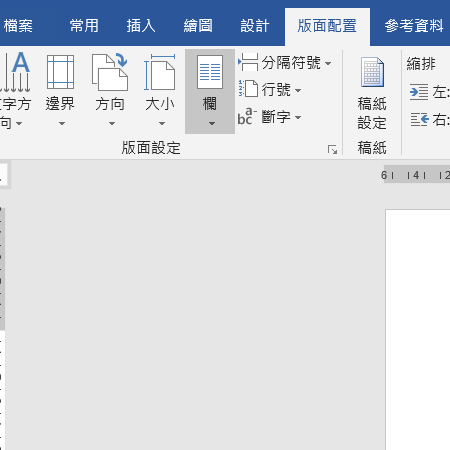 檔案 常用 插入 繪圖 設計 版面配置 參考資料
文字方向 邊界 方向 大小 欄
分隔符號
行號
斷字
稿紙設定
縮排
左:
右:
版面設定 稿紙
6 4 2